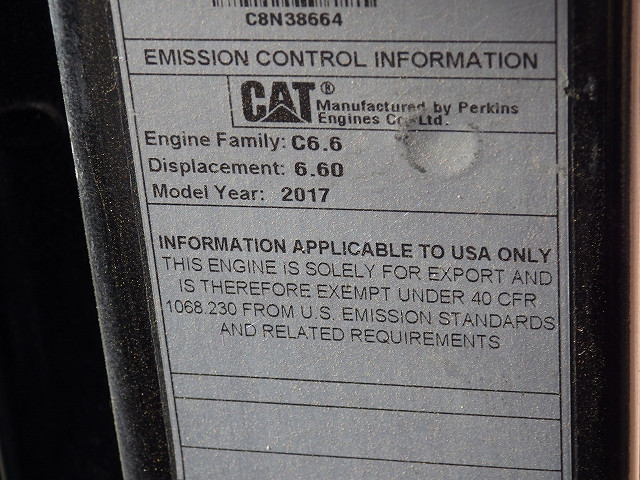 C8N38664
EMISSION CONTROL INFORMATION
CAT® Manufactured by Perkins
Engines Co Ltd.
Engine Family: C6.6
Displacement: 6.60
Model Year: 2017
INFORMATION APPLICABLE TO USA ONLY
THIS ENGINE IS SOLELY FOR EXPORT AND
IS THEREFORE EXEMPT UNDER 40 CFR
1068.230 FROM U.S. EMISSION STANDARDS
AND RELATED REQUIREMENTS